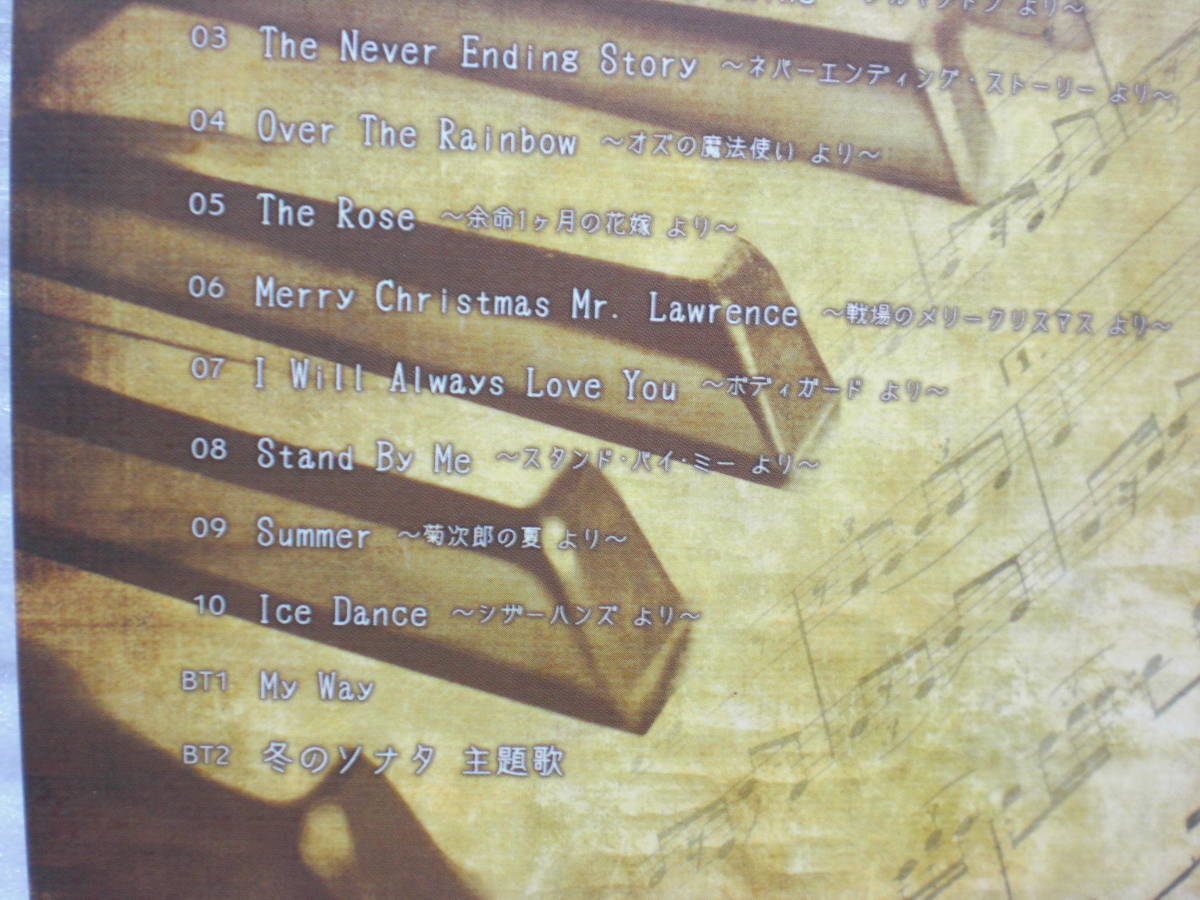 より～
03 The Never Ending Story ～ネバーエンディング・ストーリー より～
04 Over The Rainbow ～オズの魔法使い より～
05 The Rose ～余命1ヶ月の花嫁 より～
06 Merry Christmas Mr. Lawrence ～戦場のメリークリスマス より～
07 I Will Always Love You ～ボディガード より～
08 Stand By Me ～スタンド・バイ・ミー より～
09 Summer ～菊次郎の夏 より～
10 Ice Dance ～シザーハンズ より～
BT1 My Way
BT2 冬のソナタ 主題歌